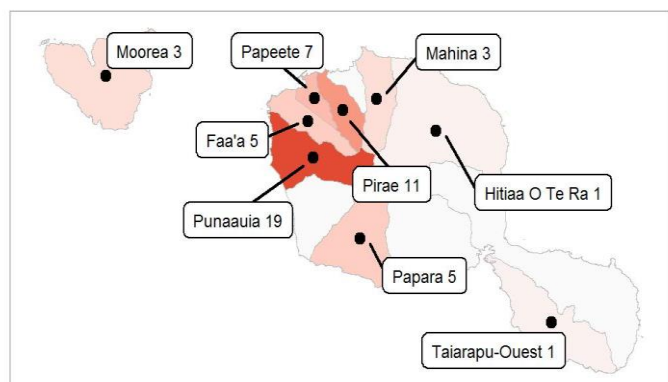 Moorea 3
Papeete 7
Mahina 3
Faa'a 5
Pirae 11
Hitiaa O Te Ra 1
Punaauia 19
Papara 5
Taiarapu-Ouest 1